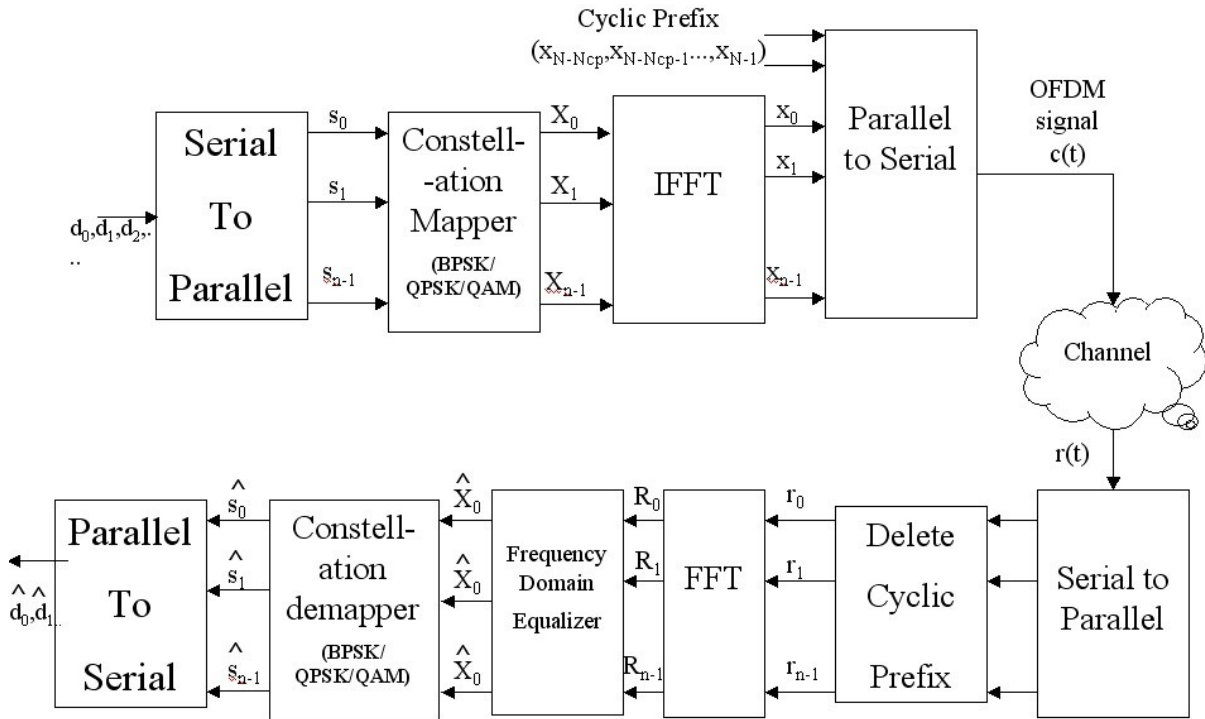 Cyclic Prefix
(x_{N-Ncp},x_{N-Ncp-1}...,x_{N-1})
Serial
To
Parallel
d_0,d_1,d_2,.
..
s_0
s_1
s_{n-1}
Constell-
-ation
Mapper
(BPSK/
QPSK/QAM)
X_0
X_1
X_{n-1}
IFFT
x_0
x_1
x_{n-1}
Parallel
to Serial
OFDM
signal
c(t)
Channel
r(t)
Serial to
Parallel
Delete
Cyclic
Prefix
r_0
r_1
r_{n-1}
FFT
R_0
R_1
R_{n-1}
Frequency
Domain
Equalizer
X̂_0
X̂_0
X̂_0
Constell-
ation
demapper
(BPSK/
QPSK/QAM)
ŝ_0
ŝ_1
ŝ_{n-1}
Parallel
To
Serial
d̂_0,d̂_1..